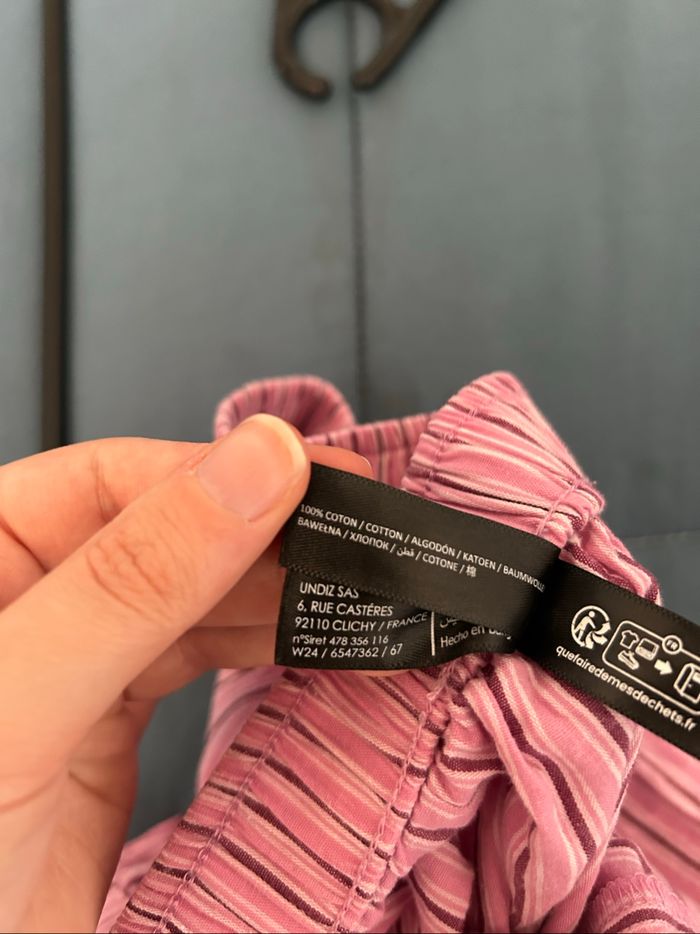 100% COTON / COTTON / ALGODÓN / KATOEN / BAUMWOLLE
BAWEŁNA / ХЛОПОК / قطن / COTONE / 棉
UNDIZ SAS
6, RUE CASTÉRES
92110 CLICHY / FRANCE
n°Siret 478 356 116
W24 / 6547362 / 67
Hecho en
FR
quefairedemesdechets.fr